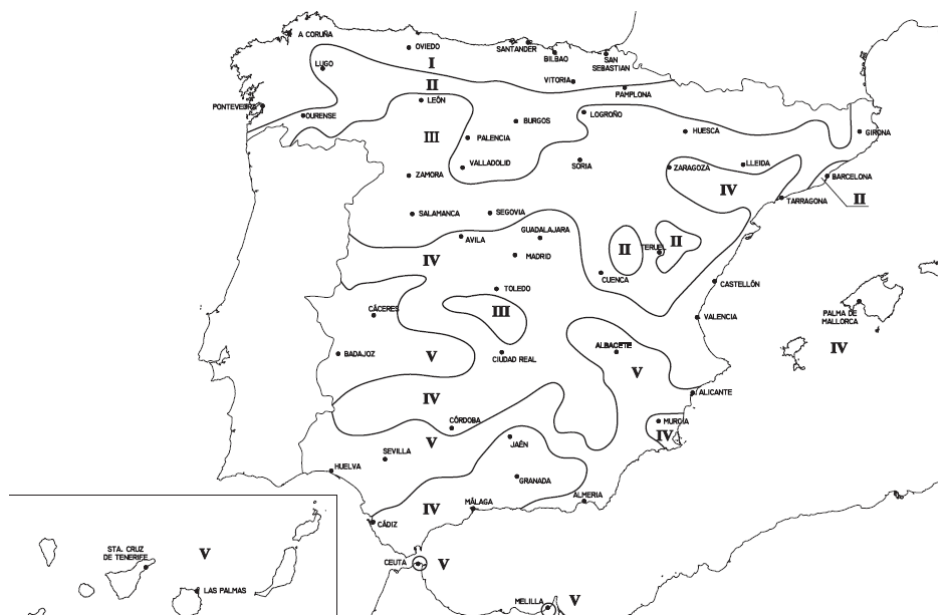 A CORUÑA
OVIEDO
SANTANDER
BILBAO
SAN
SEBASTIAN
LUGO
I
VITORIA
II
PAMPLONA
LEÓN
PONTEVEDRA
OURENSE
LOGROÑO
BURGOS
III
PALENCIA
HUESCA
GIRONA
VALLADOLID
SORIA
ZARAGOZA
LLEIDA
ZAMORA
IV
BARCELONA
TARRAGONA
II
SALAMANCA
SEGOVIA
AVILA
GUADALAJARA
II
II
TERUEL
IV
MADRID
CUENCA
CASTELLÓN
TOLEDO
CÁCERES
III
VALENCIA
PALMA DE
MALLORCA
IV
BADAJOZ
V
CIUDAD REAL
ALBACETE
V
IV
ALICANTE
CÓRDOBA
MURCIA
V
IV
JAÉN
SEVILLA
HUELVA
GRANADA
ALMERIA
IV
MÁLAGA
CÁDIZ
STA. CRUZ
DE TENERIFE
V
CEUTA
V
LAS PALMAS
MELILLA
V